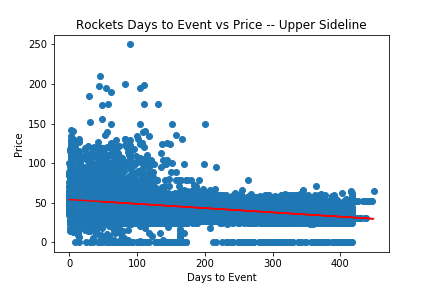 Rockets Days to Event vs Price -- Upper Sideline
250
200
150
100
50
0
Price
0 100 200 300 400
Days to Event